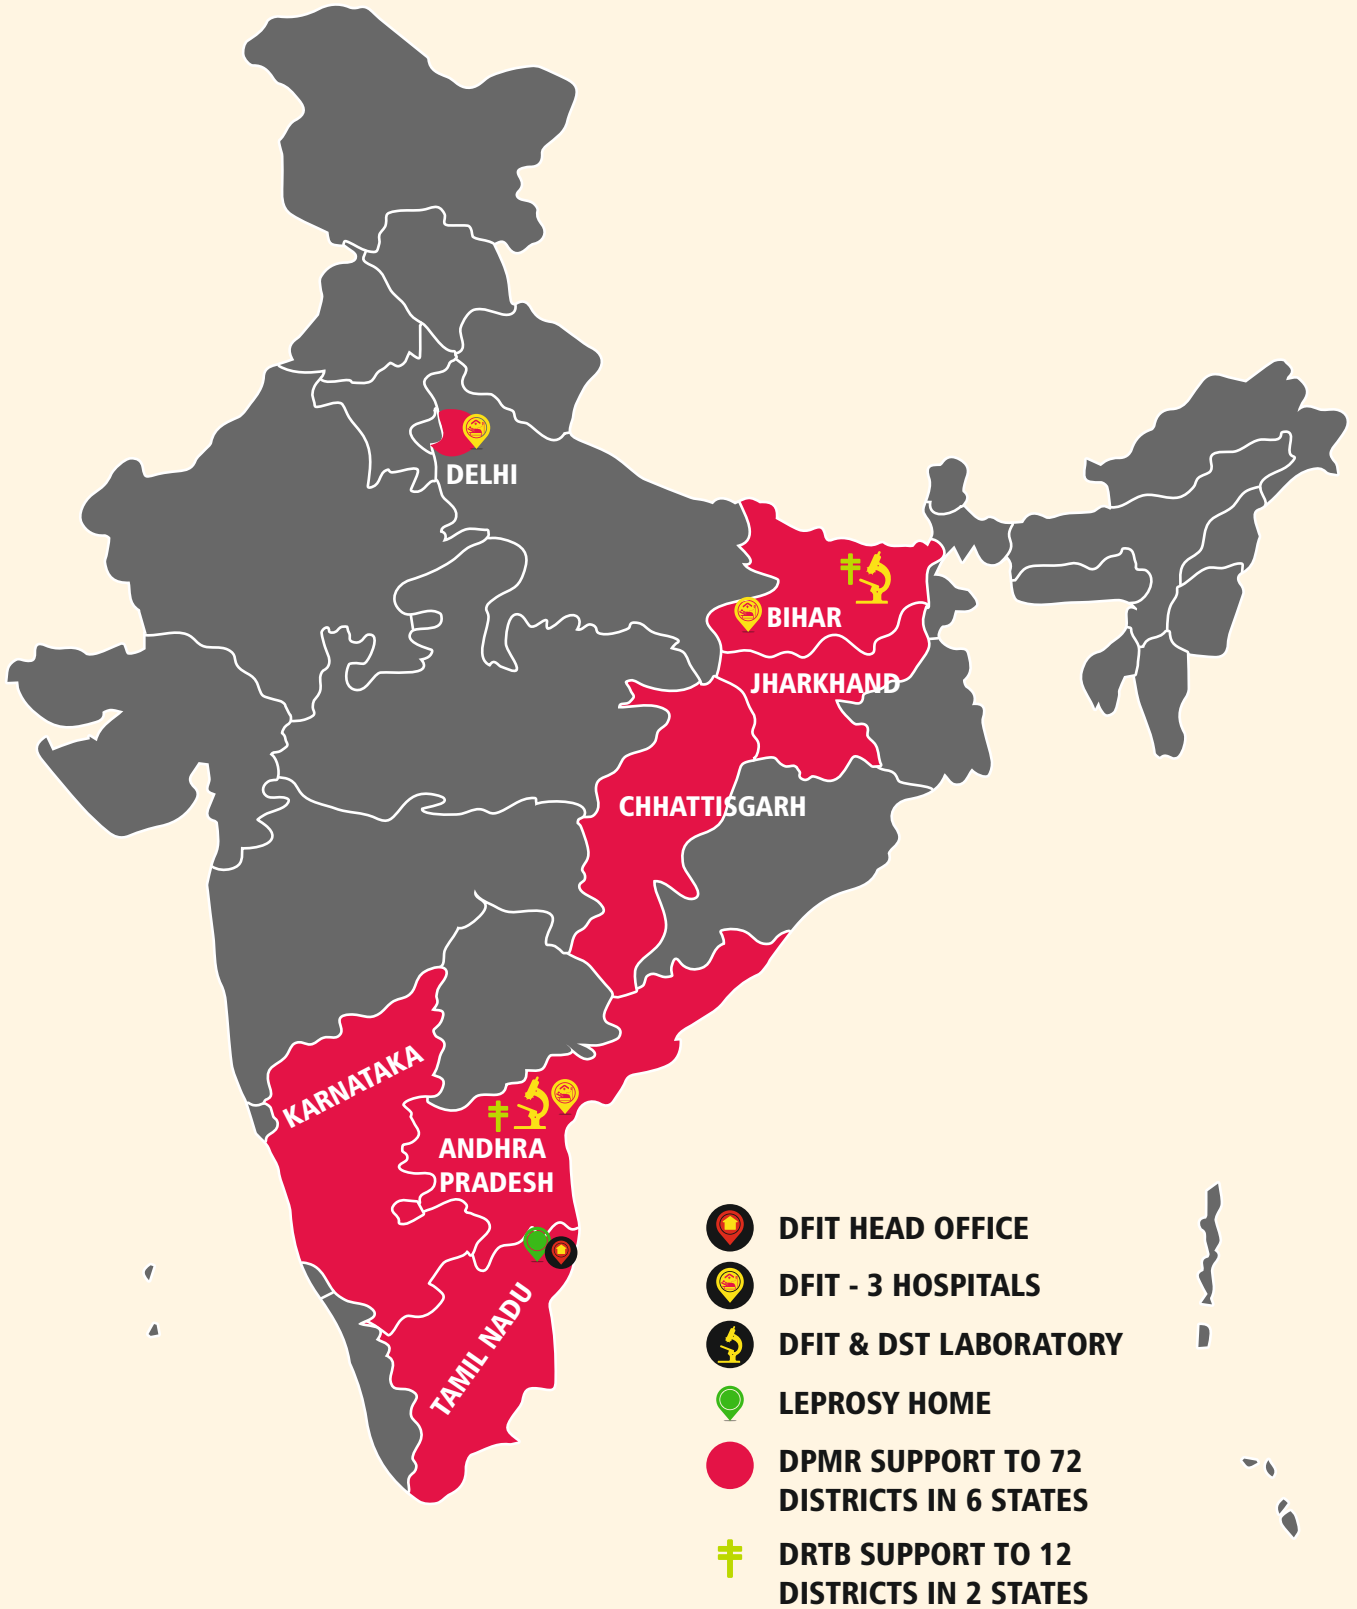 DELHI
BIHAR
JHARKHAND
CHHATTISGARH
KARNATAKA
ANDHRA
PRADESH
TAMIL NADU
DFIT HEAD OFFICE
DFIT - 3 HOSPITALS
DFIT & DST LABORATORY
LEPROSY HOME
DPMR SUPPORT TO 72
DISTRICTS IN 6 STATES
DRTB SUPPORT TO 12
DISTRICTS IN 2 STATES